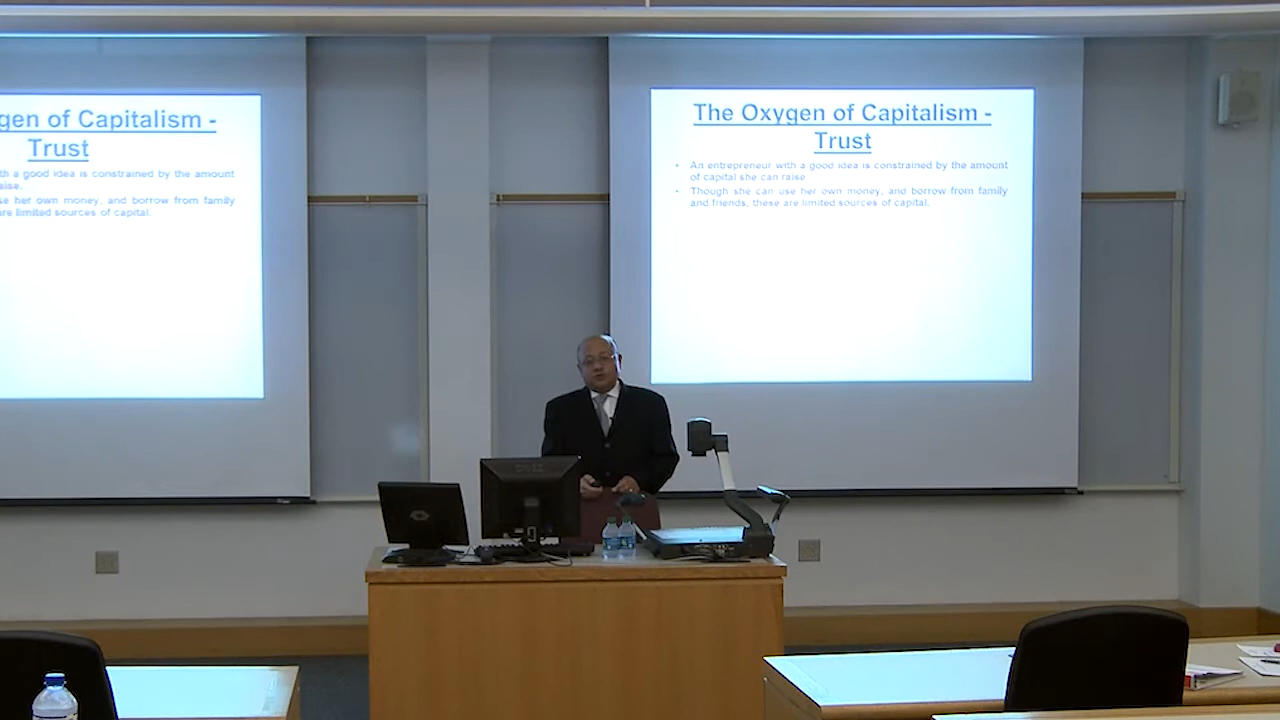 gen of Capitalism -
Trust
th a good idea is constrained by the amount
aise.
se her own money, and borrow from family
are limited sources of capital.
The Oxygen of Capitalism -
Trust
• An entrepreneur with a good idea is constrained by the amount
of capital she can raise
• Though she can use her own money, and borrow from family
and friends, these are limited sources of capital.